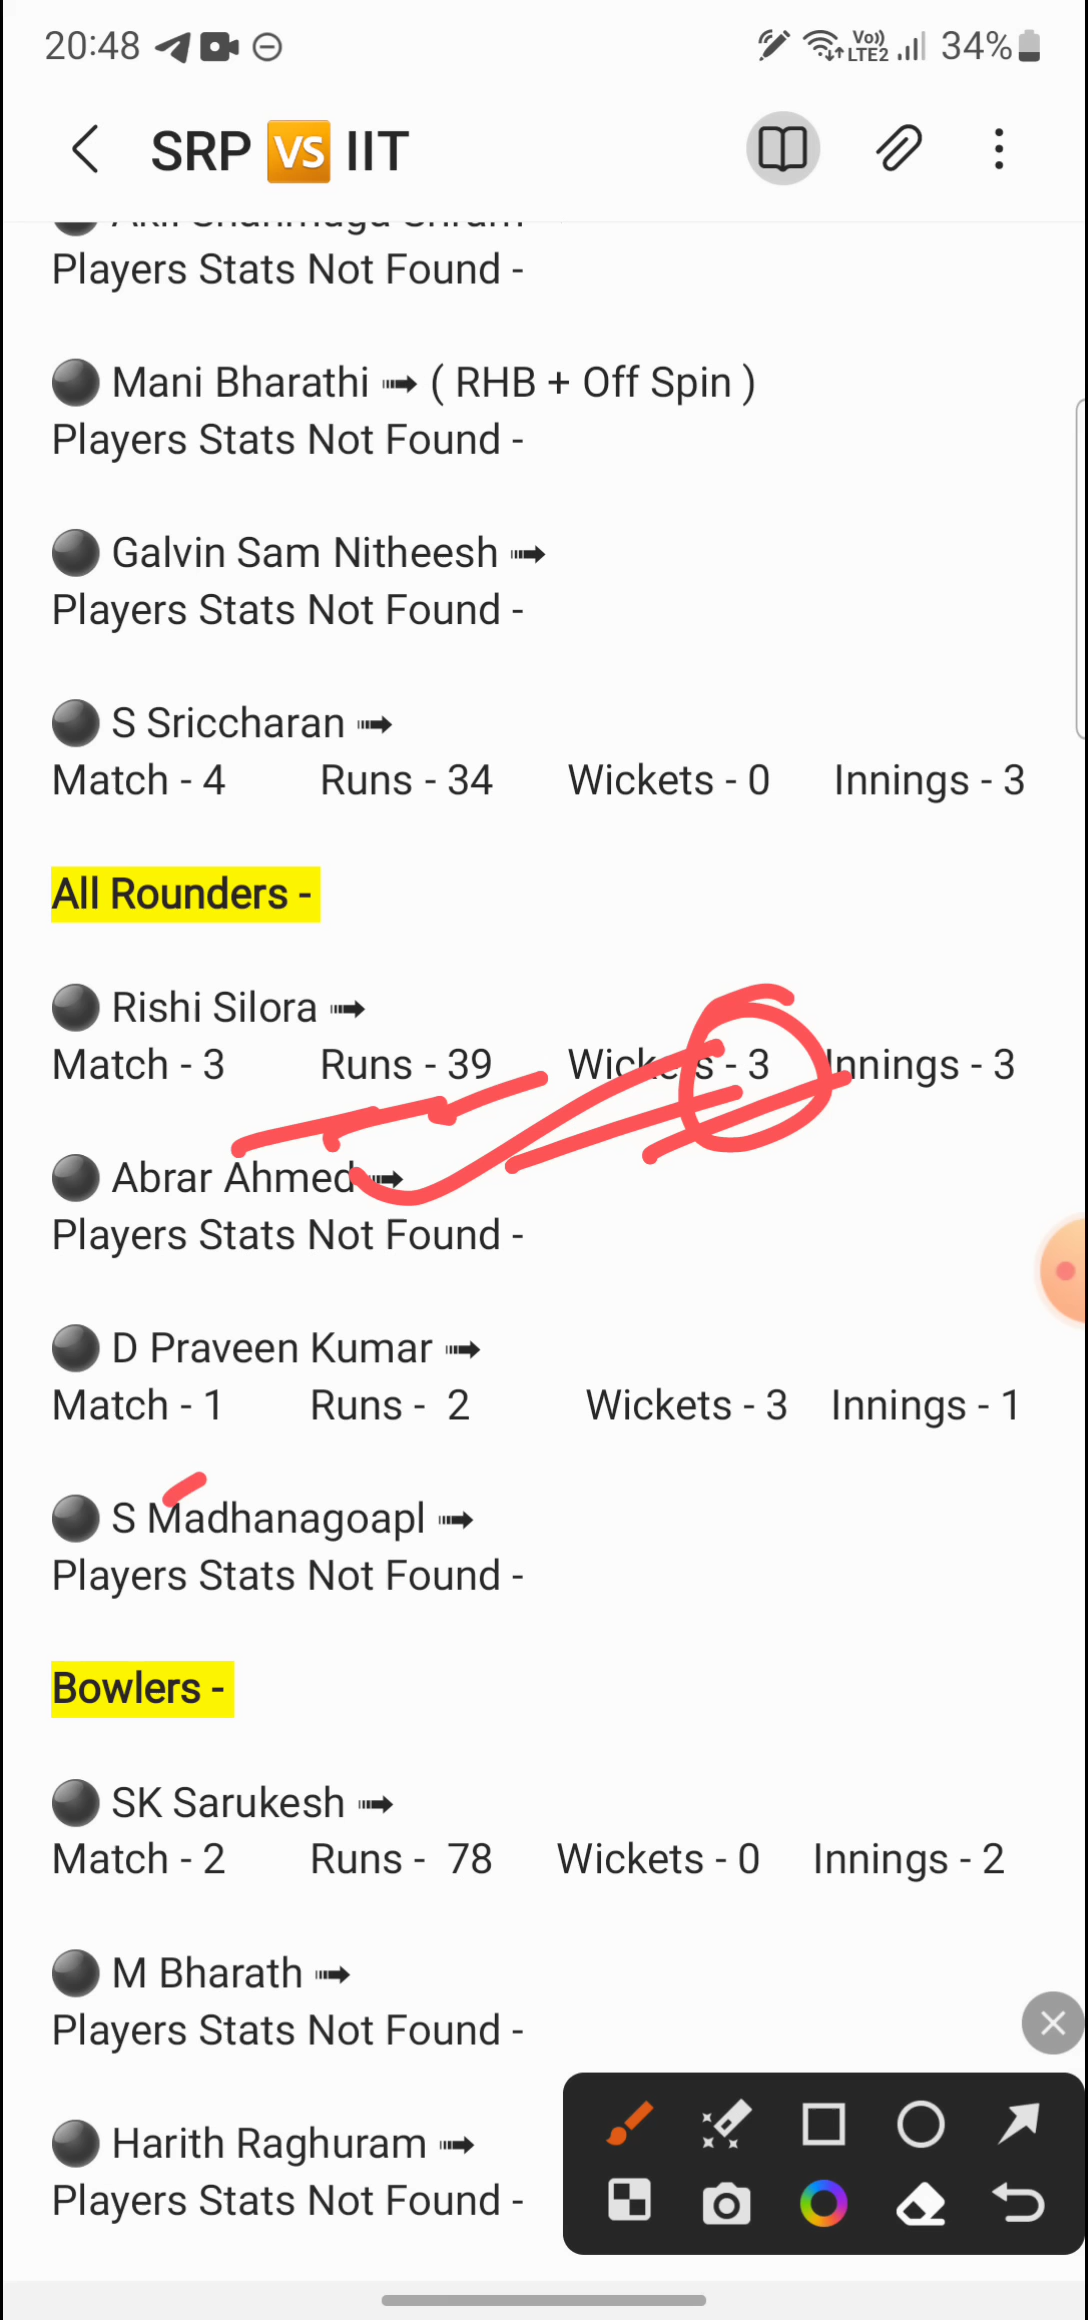 20:48 Vo)) LTE2 34%
SRP VS IIT
Players Stats Not Found -
Mani Bharathi ➟ ( RHB + Off Spin )
Players Stats Not Found -
Galvin Sam Nitheesh ➟
Players Stats Not Found -
S Sriccharan ➟
Match - 4 Runs - 34 Wickets - 0 Innings - 3
All Rounders -
Rishi Silora ➟
Match - 3 Runs - 39 Wickets - 3 Innings - 3
Abrar Ahmed ➟
Players Stats Not Found -
D Praveen Kumar ➟
Match - 1 Runs - 2 Wickets - 3 Innings - 1
S Madhanagoapl ➟
Players Stats Not Found -
Bowlers -
SK Sarukesh ➟
Match - 2 Runs - 78 Wickets - 0 Innings - 2
M Bharath ➟
Players Stats Not Found -
Harith Raghuram ➟
Players Stats Not Found -